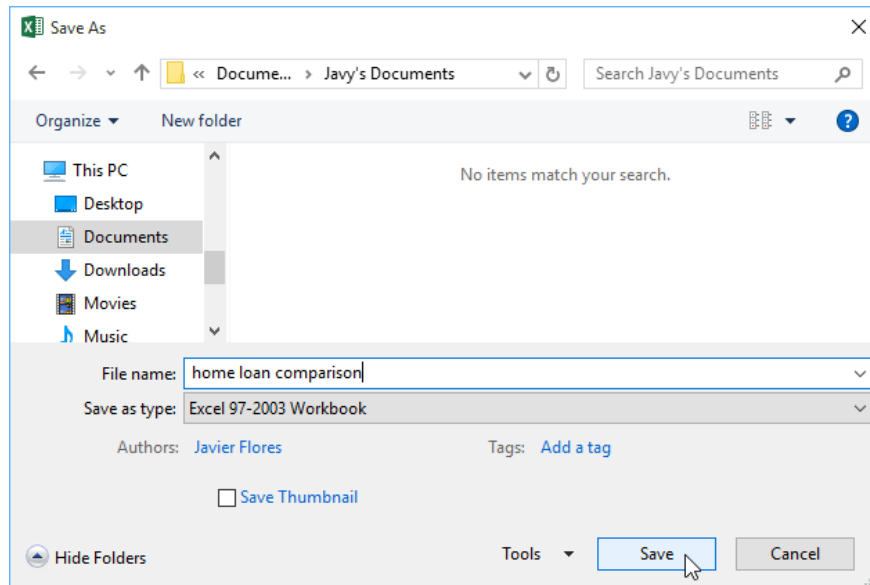 Save As
« Docume... › Javy's Documents
Search Javy's Documents
Organize
New folder
This PC
Desktop
Documents
Downloads
Movies
Music
No items match your search.
File name: home loan comparison
Save as type: Excel 97-2003 Workbook
Authors: Javier Flores
Tags: Add a tag
Save Thumbnail
Hide Folders
Tools
Save
Cancel